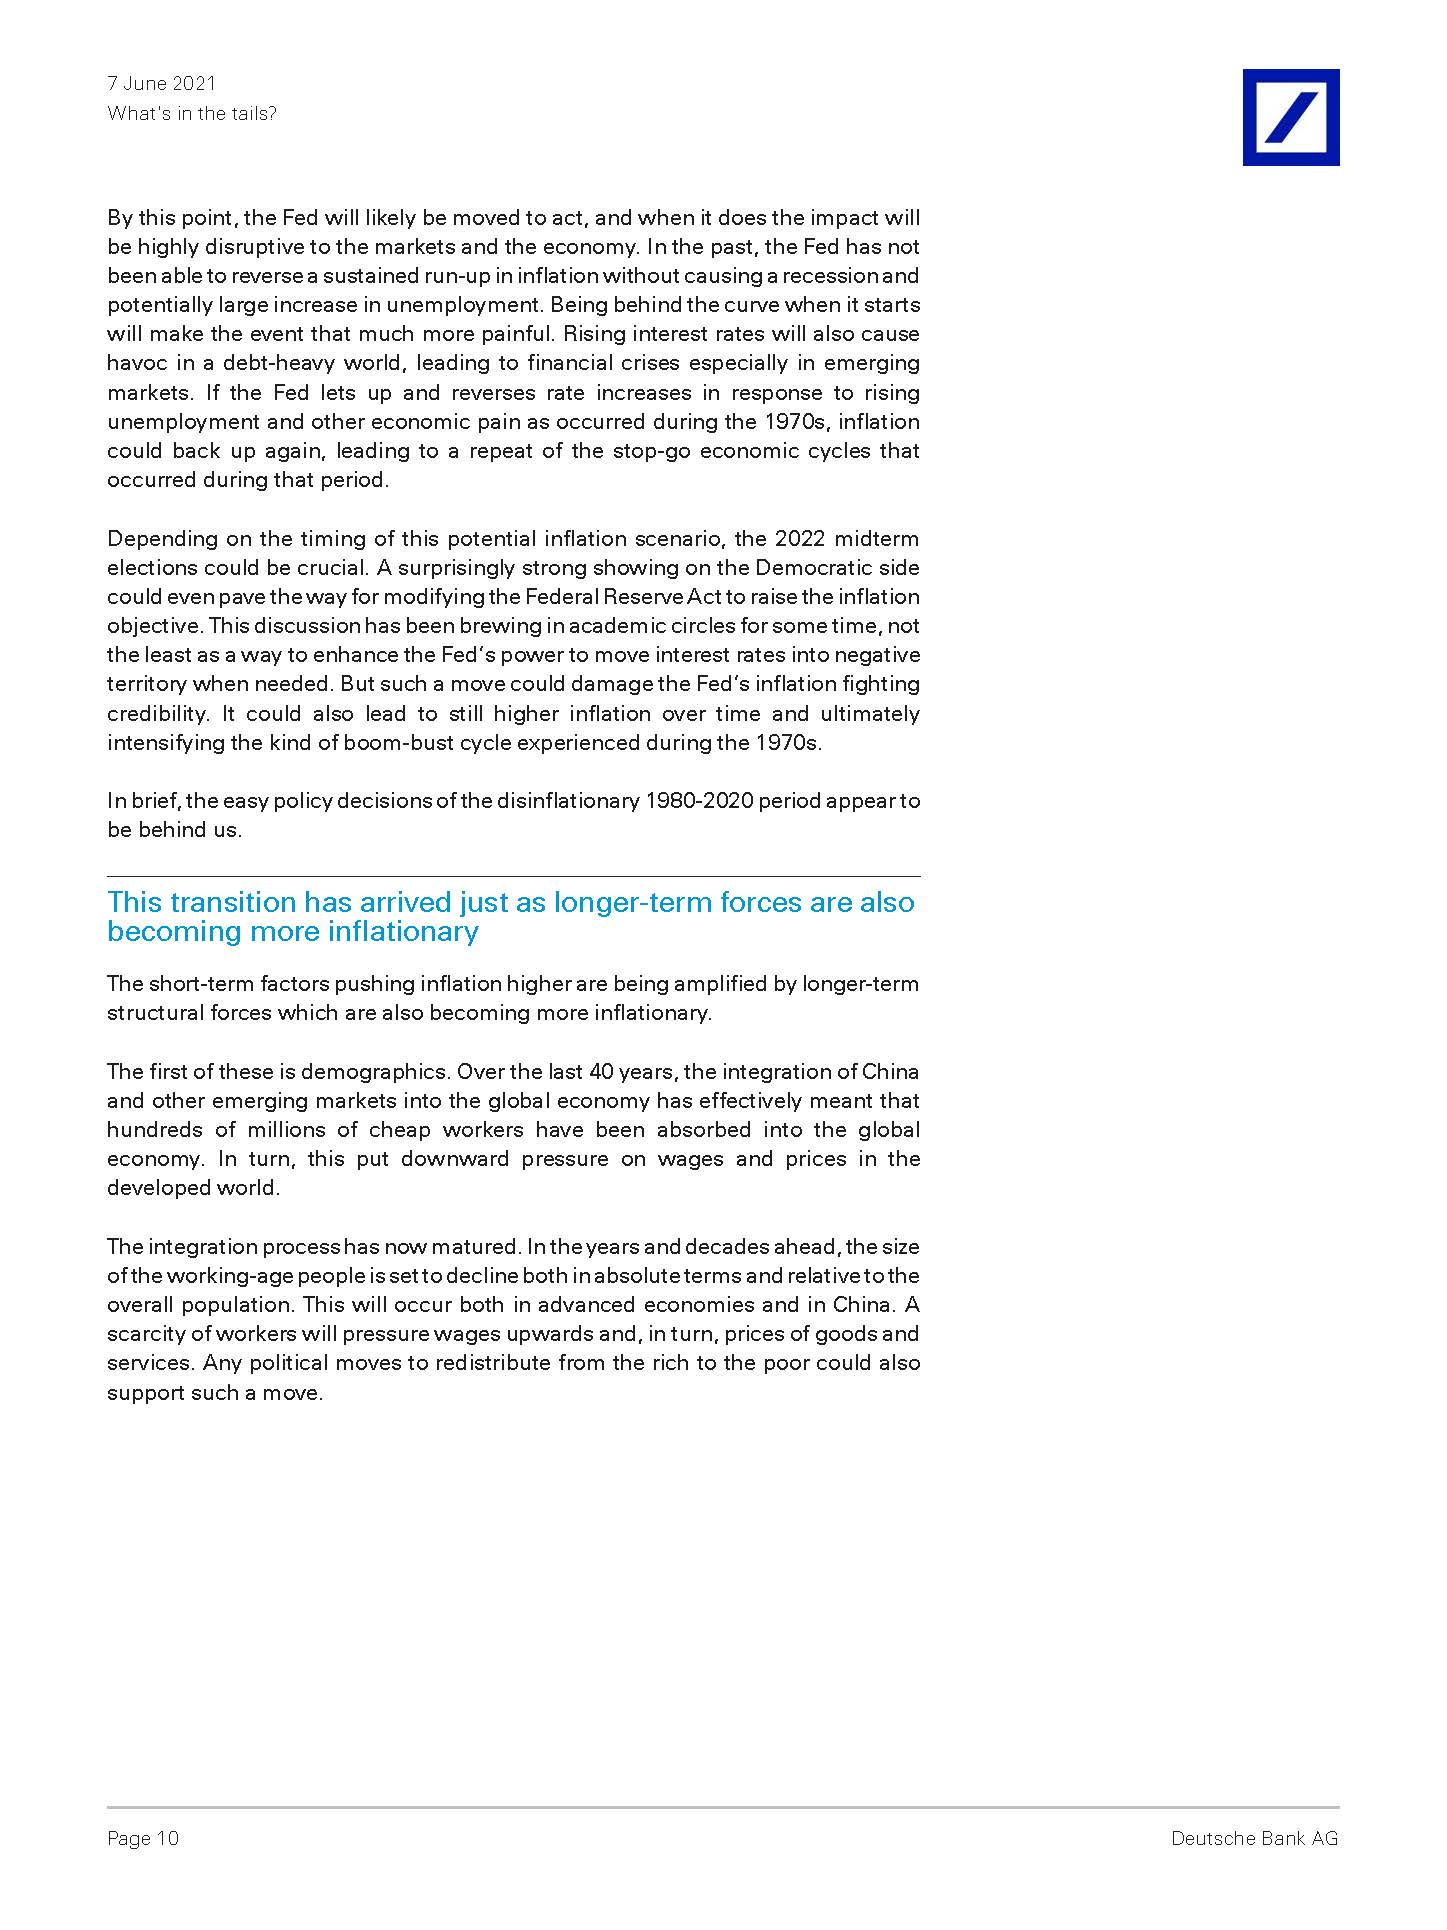 7 June 2021
What's in the tails?
By this point, the Fed will likely be moved to act, and when it does the impact will
be highly disruptive to the markets and the economy. In the past, the Fed has not
been able to reverse a sustained run-up in inflation without causing a recession and
potentially large increase in unemployment. Being behind the curve when it starts
will make the event that much more painful. Rising interest rates will also cause
havoc in a debt-heavy world, leading to financial crises especially in emerging
markets. If the Fed lets up and reverses rate increases in response to rising
unemployment and other economic pain as occurred during the 1970s, inflation
could back up again, leading to a repeat of the stop-go economic cycles that
occurred during that period.
Depending on the timing of this potential inflation scenario, the 2022 midterm
elections could be crucial. A surprisingly strong showing on the Democratic side
could even pave the way for modifying the Federal Reserve Act to raise the inflation
objective. This discussion has been brewing in academic circles for some time, not
the least as a way to enhance the Fed's power to move interest rates into negative
territory when needed. But such a move could damage the Fed's inflation fighting
credibility. It could also lead to still higher inflation over time and ultimately
intensifying the kind of boom-bust cycle experienced during the 1970s.
In brief, the easy policy decisions of the disinflationary 1980-2020 period appear to
be behind us.
This transition has arrived just as longer-term forces are also
becoming more inflationary
The short-term factors pushing inflation higher are being amplified by longer-term
structural forces which are also becoming more inflationary.
The first of these is demographics. Over the last 40 years, the integration of China
and other emerging markets into the global economy has effectively meant that
hundreds of millions of cheap workers have been absorbed into the global
economy. In turn, this put downward pressure on wages and prices in the
developed world.
The integration process has now matured. In the years and decades ahead, the size
of the working-age people is set to decline both in absolute terms and relative to the
overall population. This will occur both in advanced economies and in China. A
scarcity of workers will pressure wages upwards and, in turn, prices of goods and
services. Any political moves to redistribute from the rich to the poor could also
support such a move.
Page 10
Deutsche Bank AG